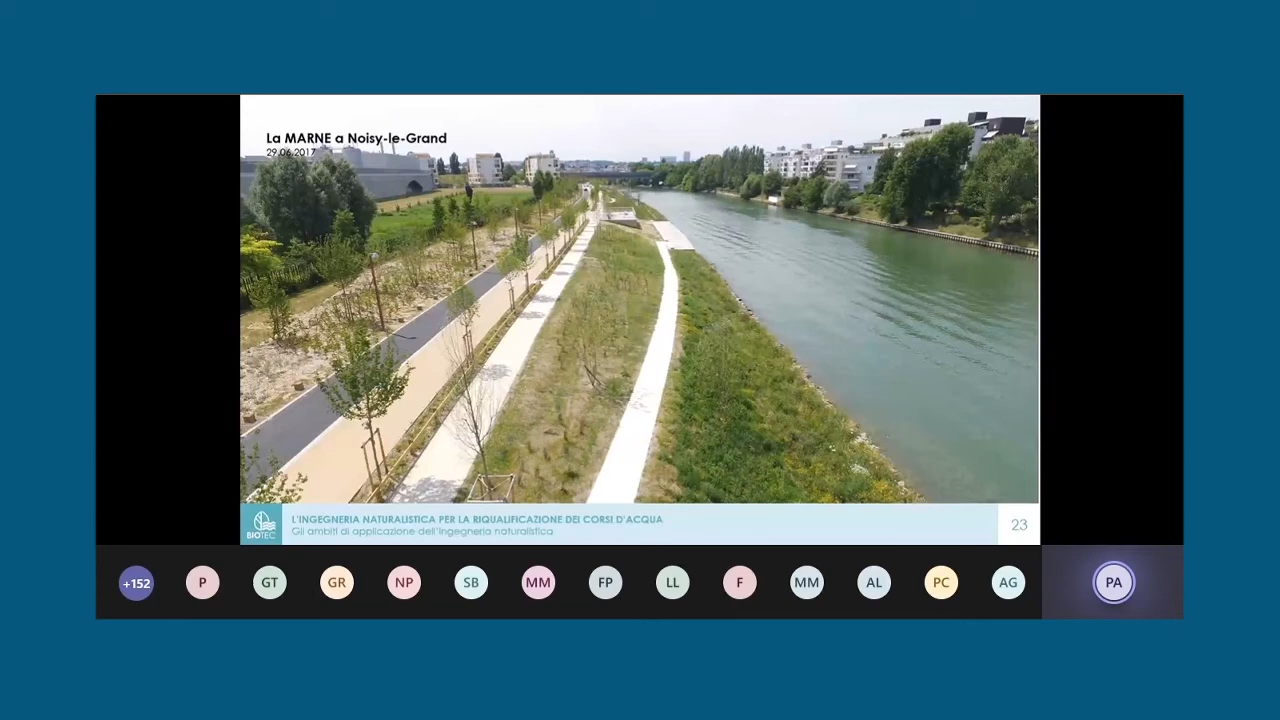 La MARNE a Noisy-le-Grand
29.06.2017
BIOTEC
L'INGEGNERIA NATURALISTICA PER LA RIQUALIFICAZIONE DEI CORSI D'ACQUA
Gli ambiti di applicazione dell'ingegneria naturalistica
23
+152
P
GT
GR
NP
SB
MM
FP
LL
F
MM
AL
PC
AG
PA